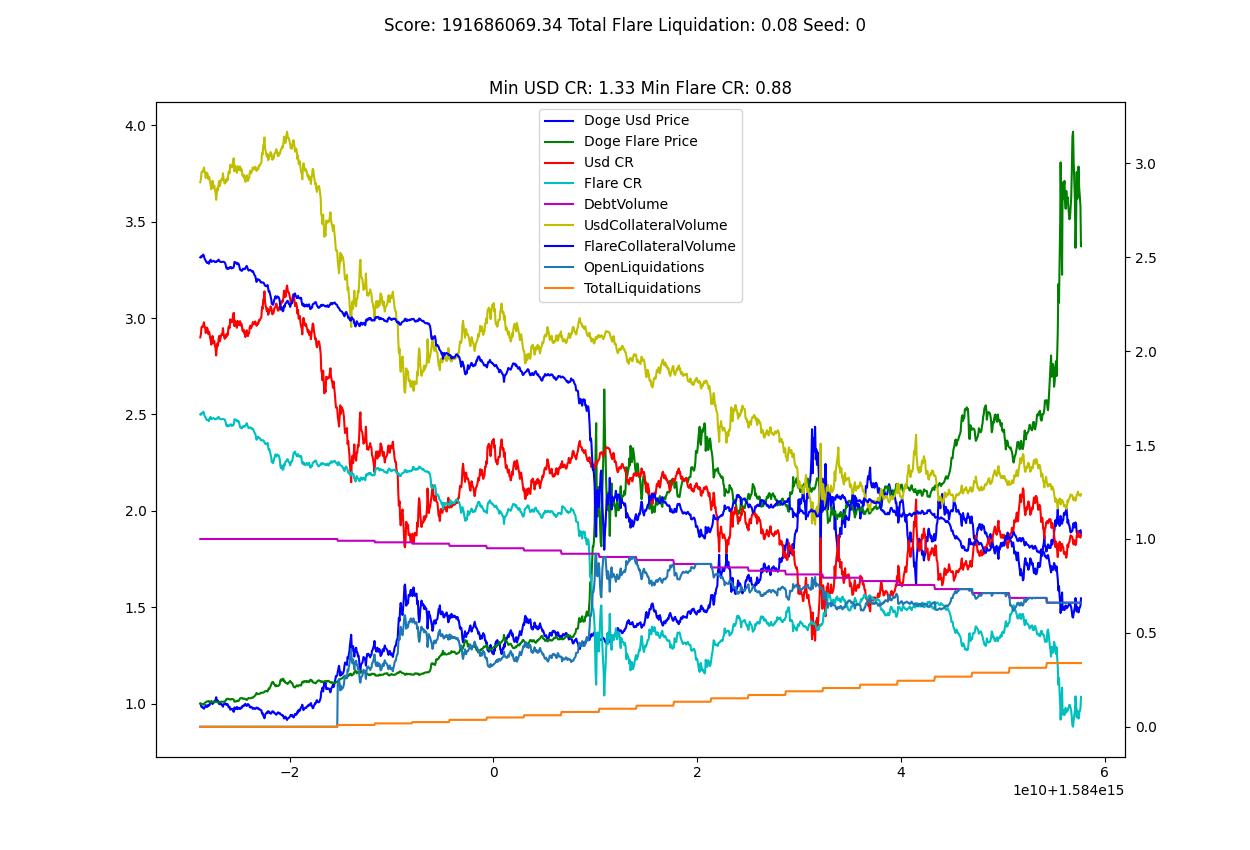 Score: 191686069.34 Total Flare Liquidation: 0.08 Seed: 0
Min USD CR: 1.33 Min Flare CR: 0.88
Doge Usd Price
Doge Flare Price
Usd CR
Flare CR
DebtVolume
UsdCollateralVolume
FlareCollateralVolume
OpenLiquidations
TotalLiquidations
4.0
3.5
3.0
2.5
2.0
1.5
1.0
3.0
2.5
2.0
1.5
1.0
0.5
0.0
−2 0 2 4 6
1e10+1.584e15